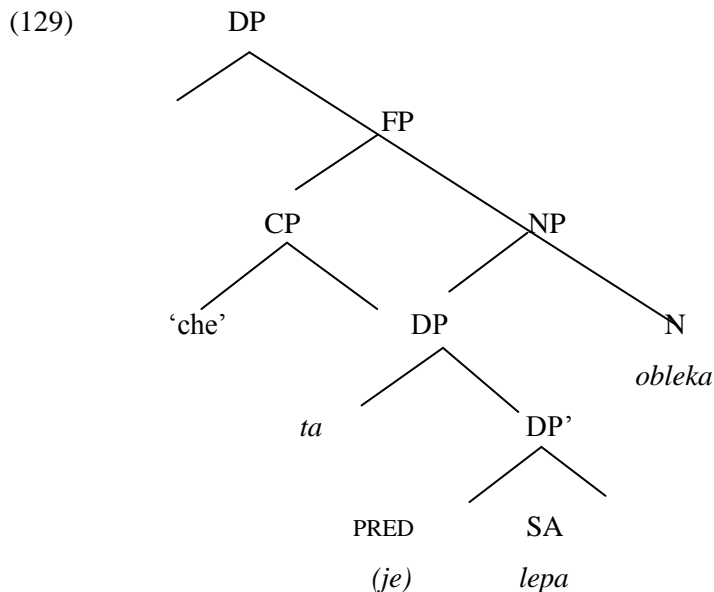 (129) DP
FP
CP NP
‘che’ DP N
obleka
ta DP’
PRED SA
(je) lepa